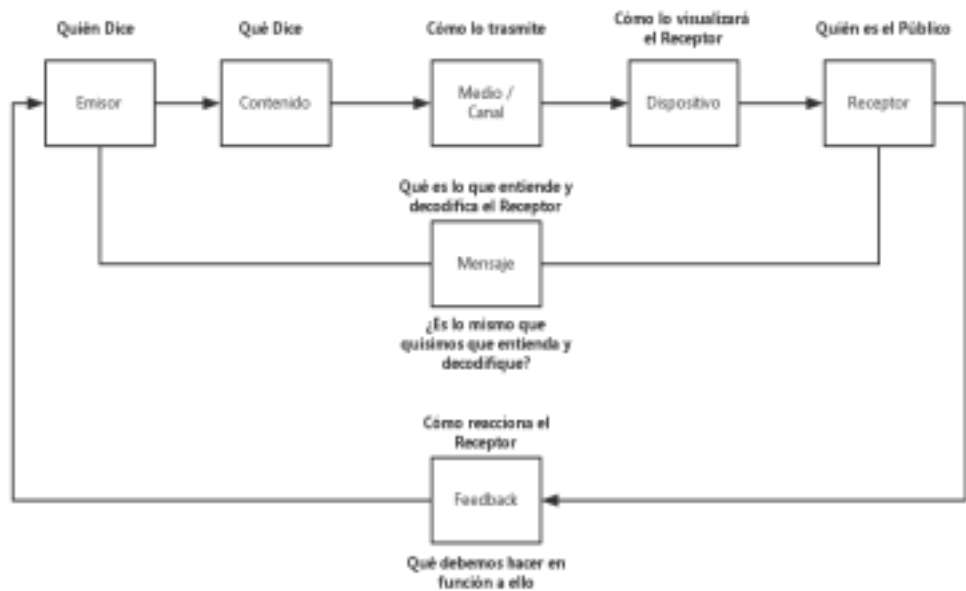 Quién Dice
Qué Dice
Cómo lo trasmite
Cómo lo visualizará
el Receptor
Quién es el Público
Emisor
Contenido
Medio /
Canal
Dispositivo
Receptor
Qué es lo que entiende y
decodifica el Receptor
Mensaje
¿Es lo mismo que
quisimos que entienda y
decodifique?
Cómo reacciona el
Receptor
Feedback
Qué debemos hacer en
función a ello